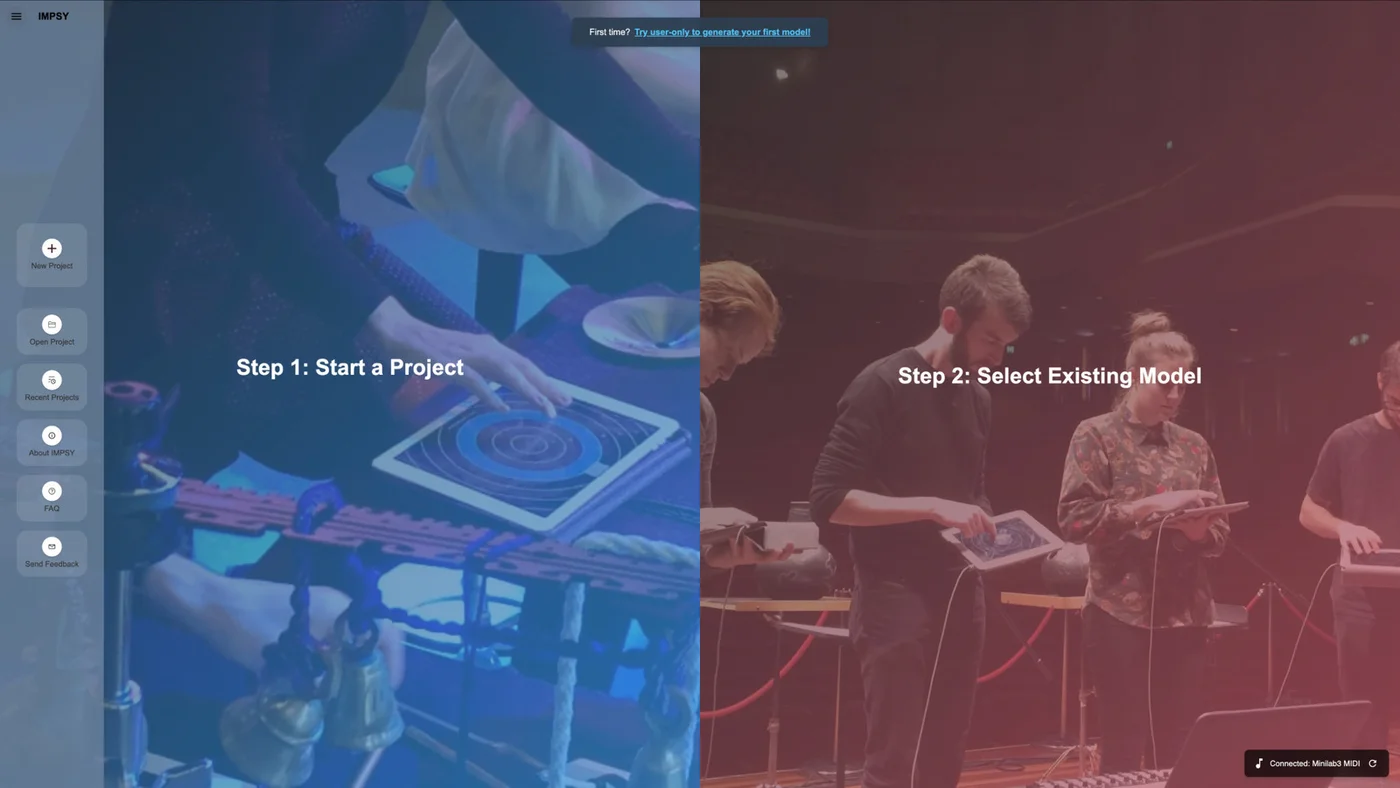 IMPSY
First time? Try user-only to generate your first model!
New Project
Open Project
Recent Projects
About IMPSY
FAQ
Send Feedback
Step 1: Start a Project
Step 2: Select Existing Model
Connected: Minilab3 MIDI